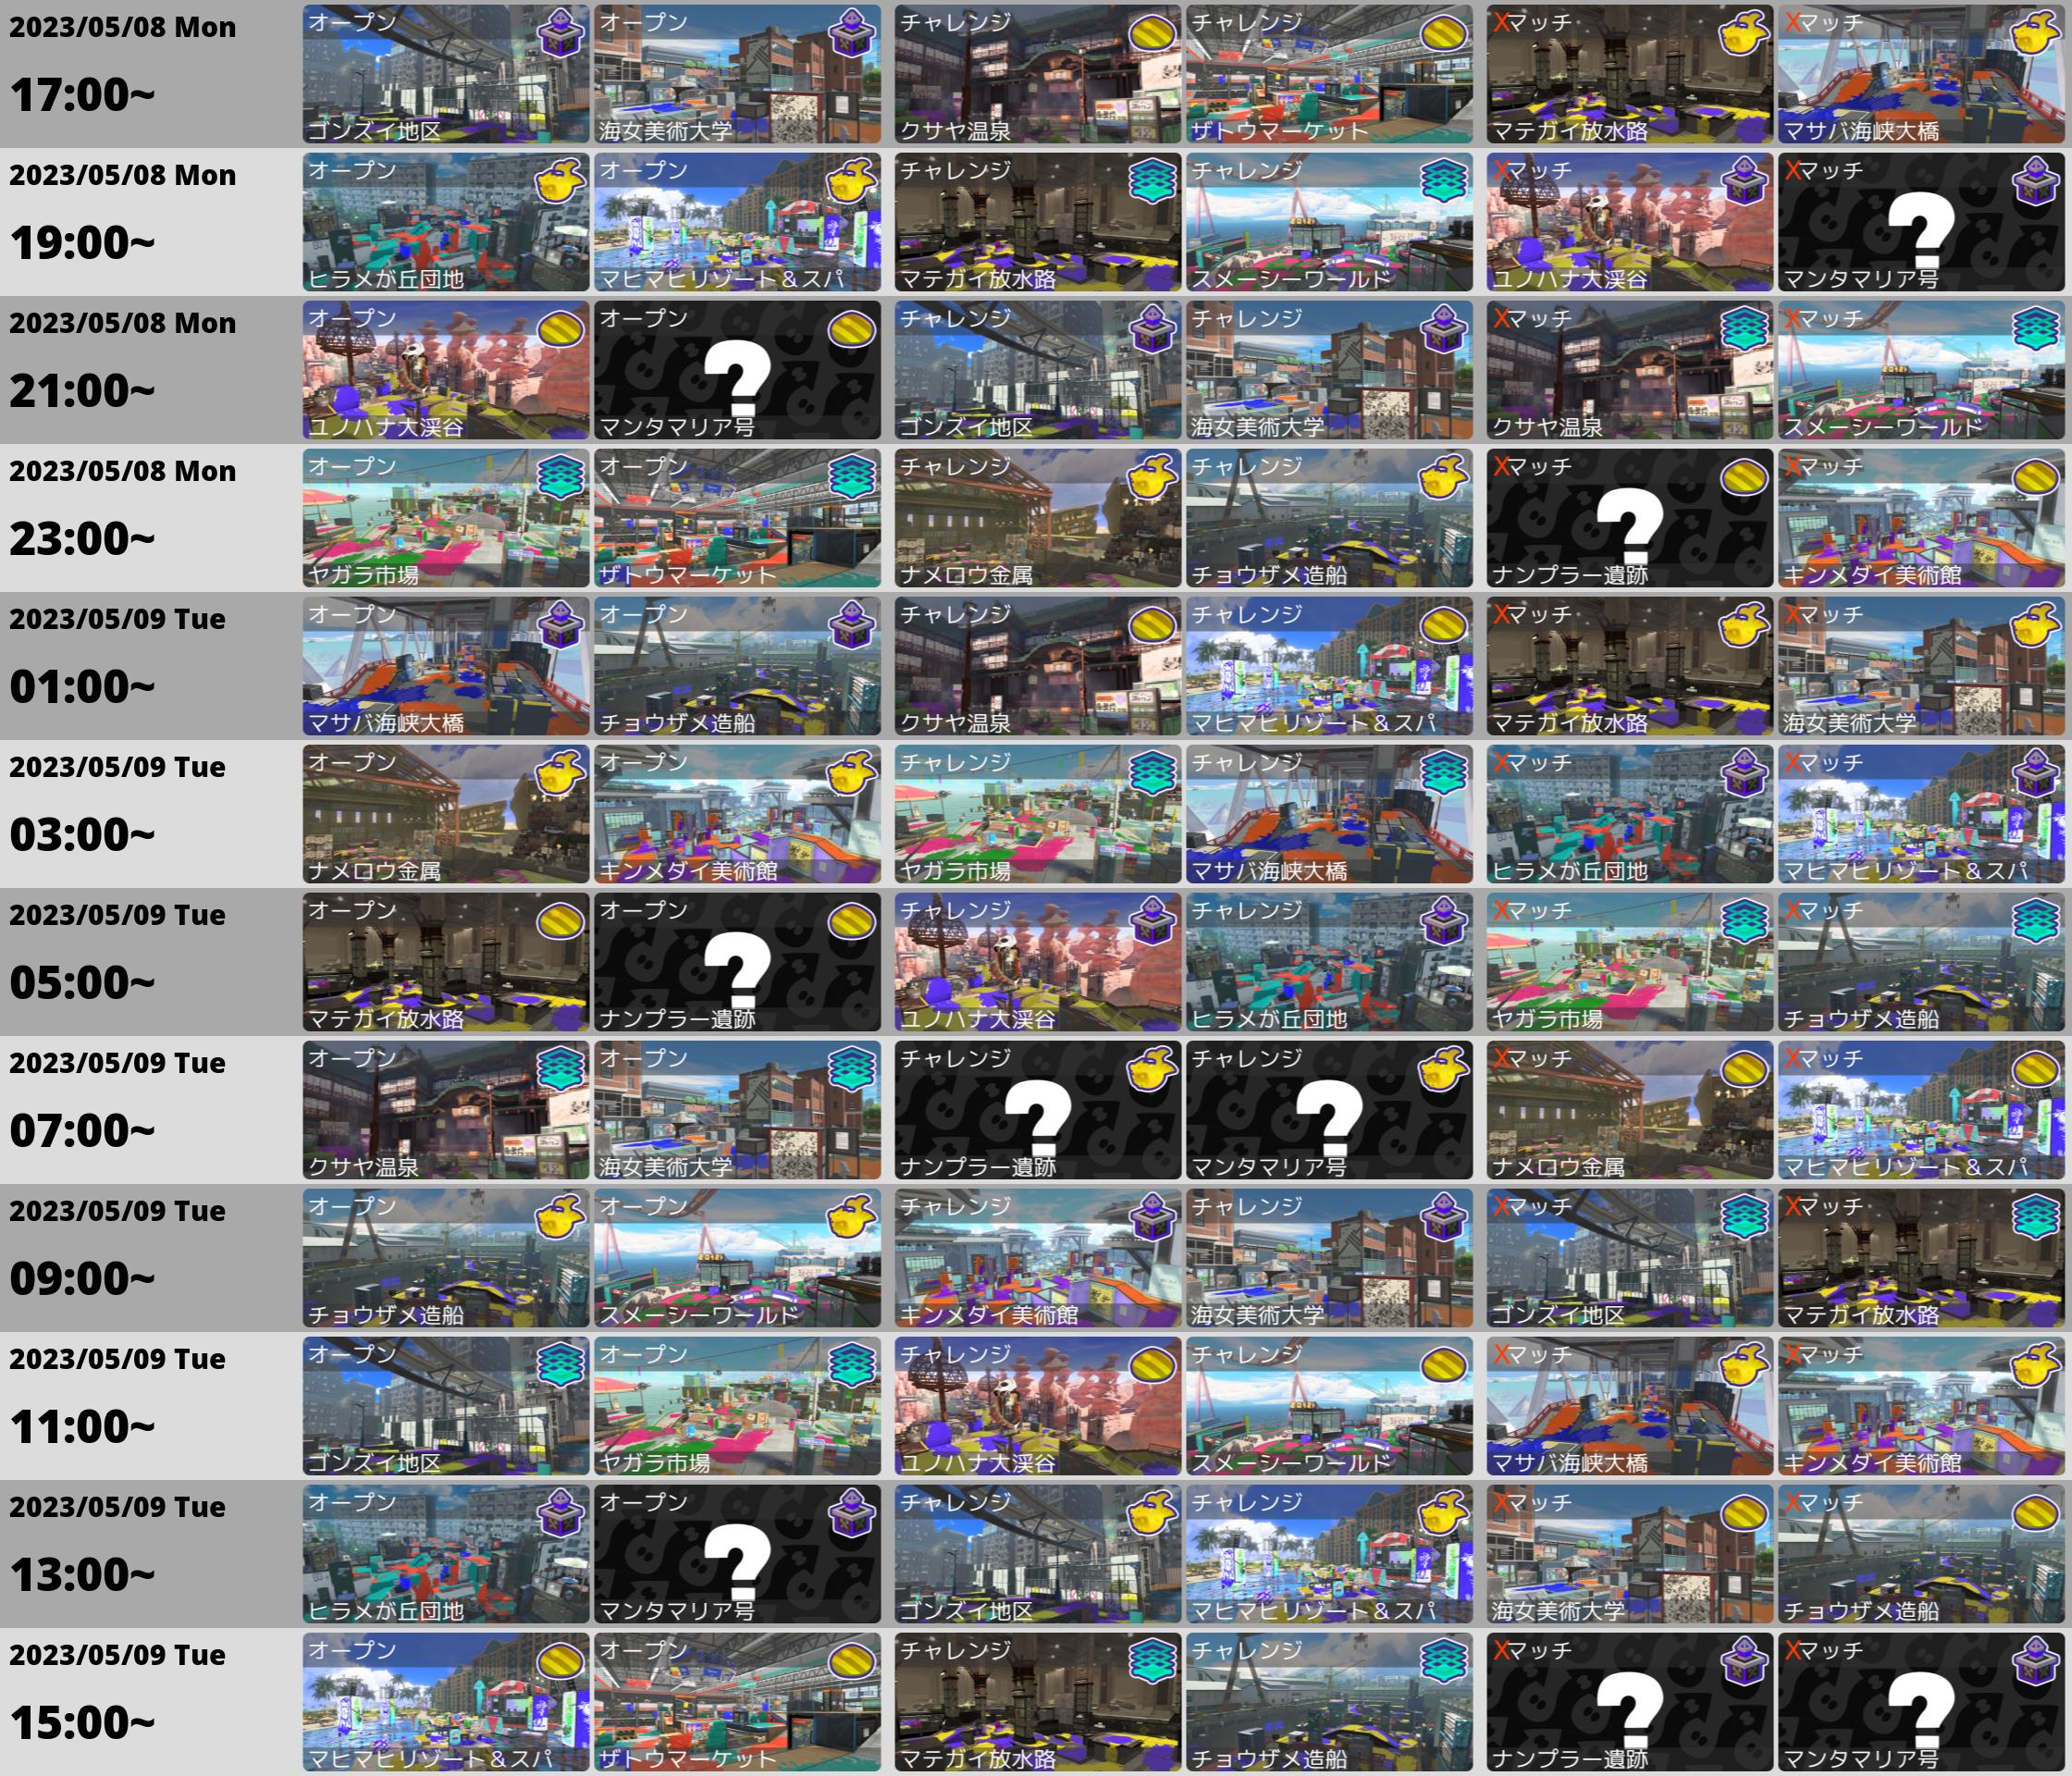 2023/05/08 Mon
17:00~
オープン オープン チャレンジ チャレンジ Xマッチ Xマッチ
ゴンズイ地区 海女美術大学 クサヤ温泉 ザトウマーケット マテガイ放水路 マサバ海峡大橋
2023/05/08 Mon
19:00~
オープン オープン チャレンジ チャレンジ Xマッチ Xマッチ
ヒラメが丘団地 マヒマヒリゾート&スパ マテガイ放水路 スメーシーワールド ユノハナ大渓谷 マンタマリア号
2023/05/08 Mon
21:00~
オープン オープン チャレンジ チャレンジ Xマッチ Xマッチ
ユノハナ大渓谷 マンタマリア号 ゴンズイ地区 海女美術大学 クサヤ温泉 スメーシーワールド
2023/05/08 Mon
23:00~
オープン オープン チャレンジ チャレンジ Xマッチ Xマッチ
ヤガラ市場 ザトウマーケット ナメロウ金属 チョウザメ造船 ナンプラー遺跡 キンメダイ美術館
2023/05/09 Tue
01:00~
オープン オープン チャレンジ チャレンジ Xマッチ Xマッチ
マサバ海峡大橋 チョウザメ造船 クサヤ温泉 マヒマヒリゾート&スパ マテガイ放水路 海女美術大学
2023/05/09 Tue
03:00~
オープン オープン チャレンジ チャレンジ Xマッチ Xマッチ
ナメロウ金属 キンメダイ美術館 ヤガラ市場 マサバ海峡大橋 ヒラメが丘団地 マヒマヒリゾート&スパ
2023/05/09 Tue
05:00~
オープン オープン チャレンジ チャレンジ Xマッチ Xマッチ
マテガイ放水路 ナンプラー遺跡 ユノハナ大渓谷 ヒラメが丘団地 ヤガラ市場 チョウザメ造船
2023/05/09 Tue
07:00~
オープン オープン チャレンジ チャレンジ Xマッチ Xマッチ
クサヤ温泉 海女美術大学 ナンプラー遺跡 マンタマリア号 ナメロウ金属 マヒマヒリゾート&スパ
2023/05/09 Tue
09:00~
オープン オープン チャレンジ チャレンジ Xマッチ Xマッチ
チョウザメ造船 スメーシーワールド キンメダイ美術館 海女美術大学 ゴンズイ地区 マテガイ放水路
2023/05/09 Tue
11:00~
オープン オープン チャレンジ チャレンジ Xマッチ Xマッチ
ゴンズイ地区 ヤガラ市場 ユノハナ大渓谷 スメーシーワールド マサバ海峡大橋 キンメダイ美術館
2023/05/09 Tue
13:00~
オープン オープン チャレンジ チャレンジ Xマッチ Xマッチ
ヒラメが丘団地 マンタマリア号 ゴンズイ地区 マヒマヒリゾート&スパ 海女美術大学 チョウザメ造船
2023/05/09 Tue
15:00~
オープン オープン チャレンジ チャレンジ Xマッチ Xマッチ
マヒマヒリゾート&スパ ザトウマーケット マテガイ放水路 チョウザメ造船 ナンプラー遺跡 マンタマリア号